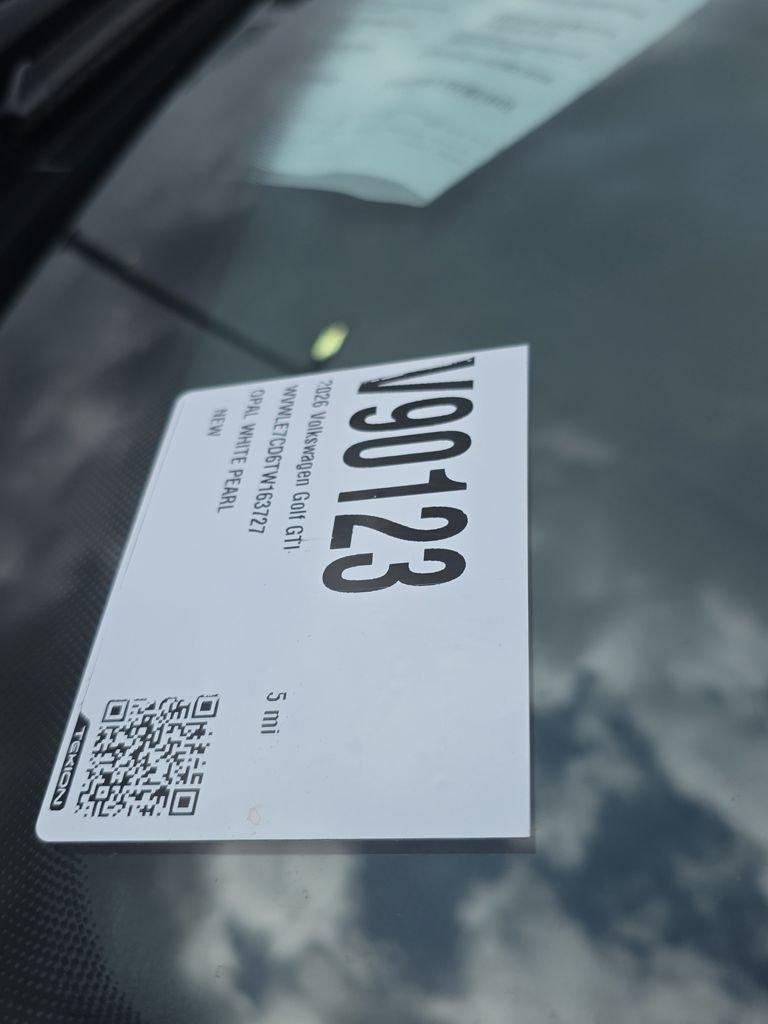 V90123
2026 Volkswagen Golf GTI
WVWLE7CD6TW163727
OPAL WHITE PEARL
5 mi
NEW
TEKION